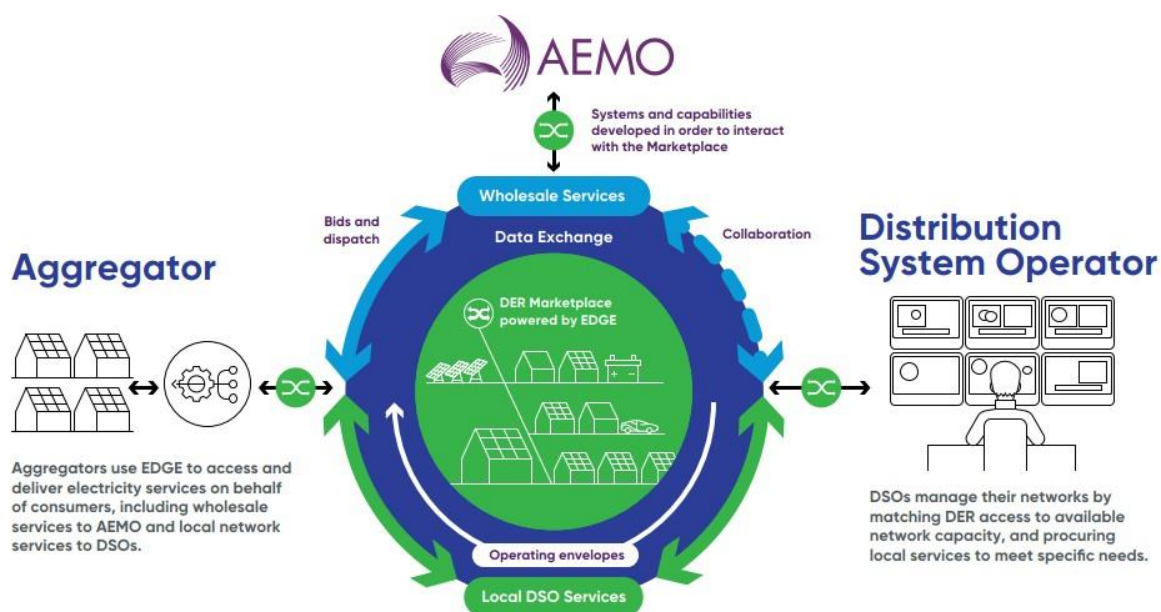 AEMO
Systems and capabilities
developed in order to interact
with the Marketplace
Wholesale Services
Bids and
dispatch
Data Exchange
Collaboration
Aggregator
Distribution
System Operator
DER Marketplace
powered by EDGE
Aggregators use EDGE to access and
deliver electricity services on behalf
of consumers, including wholesale
services to AEMO and local network
services to DSOs.
DSOs manage their networks by
matching DER access to available
network capacity, and procuring
local services to meet specific needs.
Operating envelopes
Local DSO Services